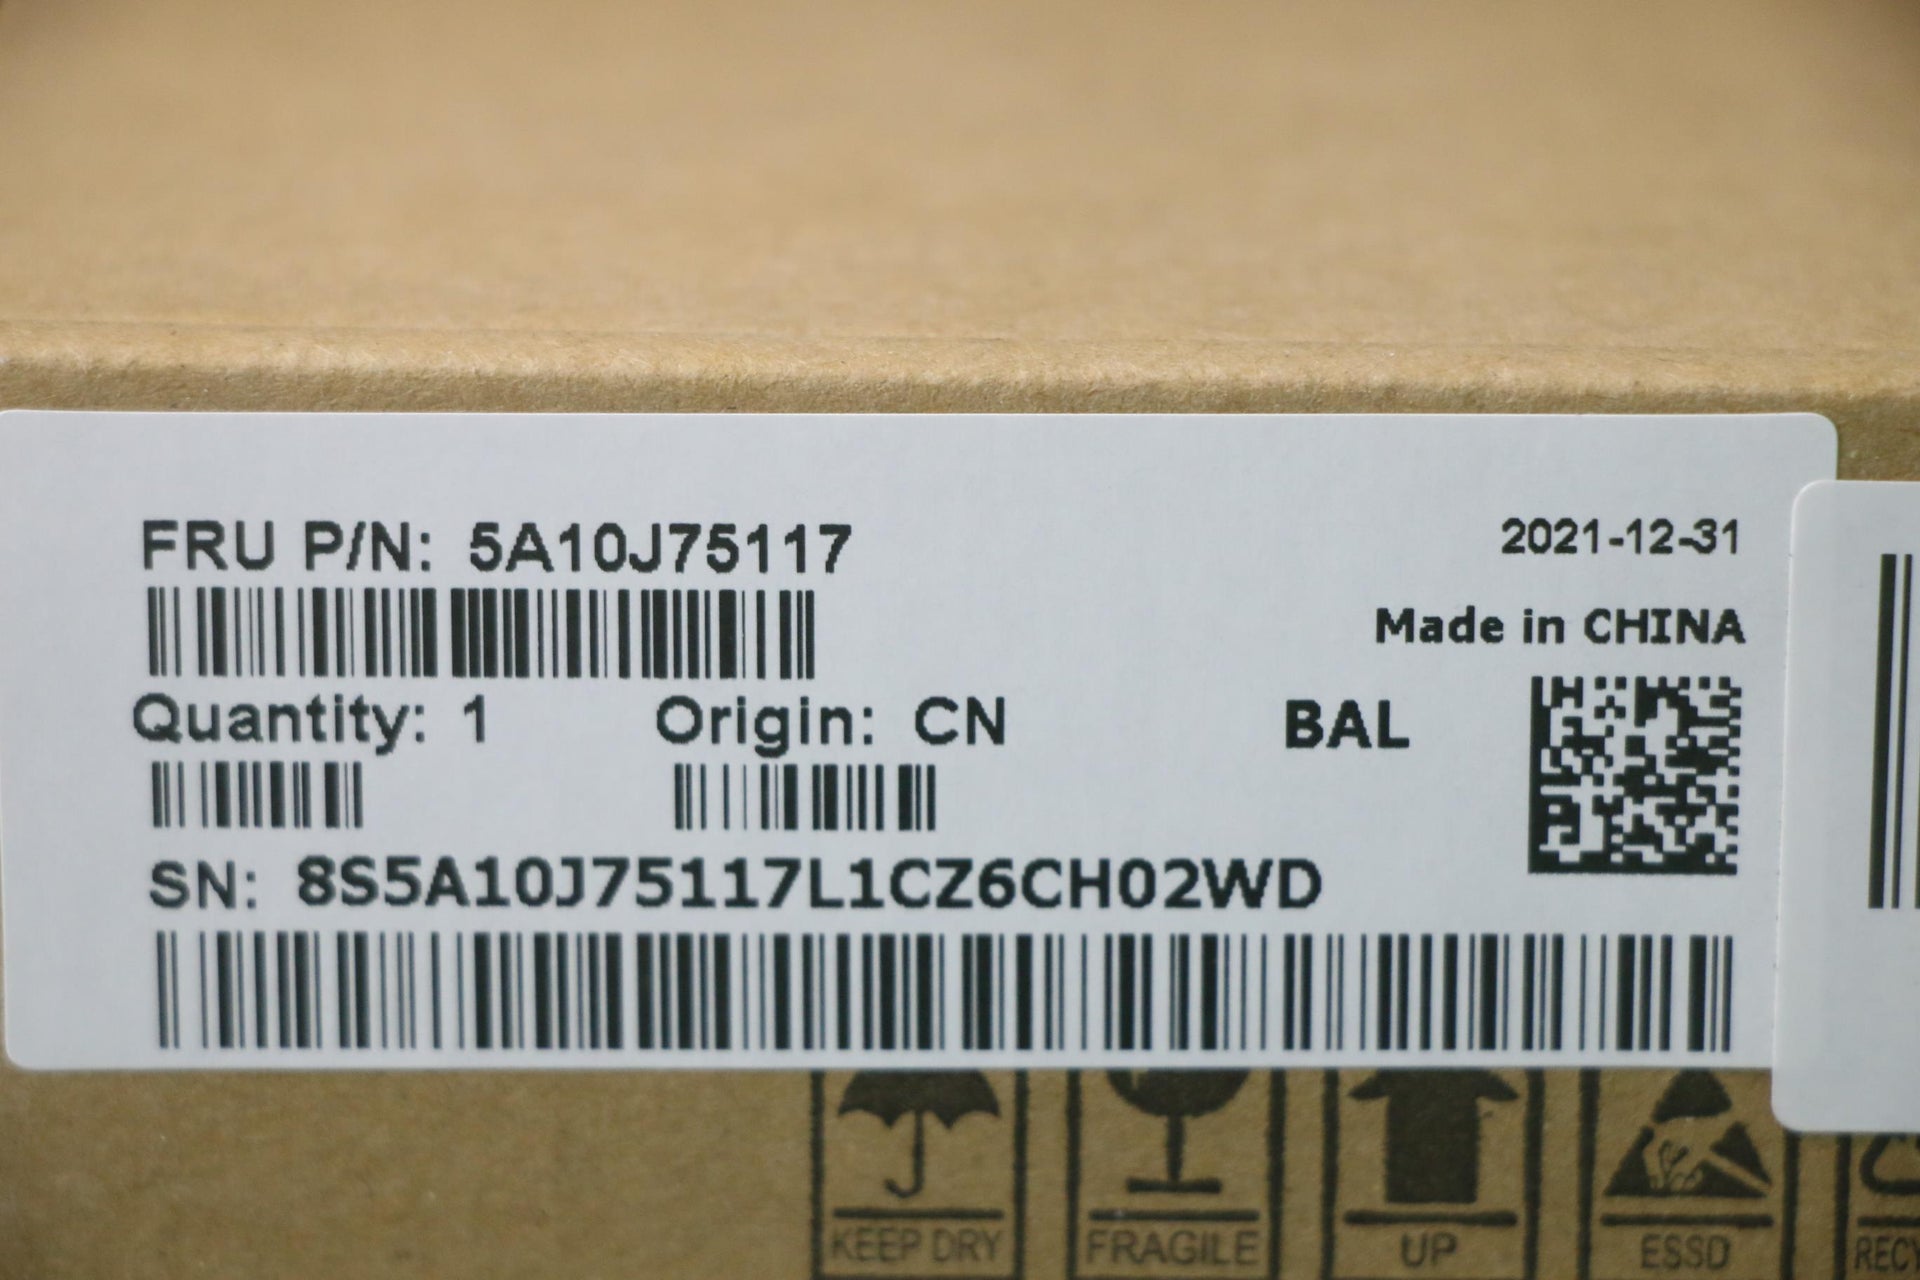 FRU P/N: 5A10J75117
2021-12-31
Made in CHINA
Quantity: 1
Origin: CN
BAL
SN: 8S5A10J75117L1CZ6CH02WD
KEEP DRY
FRAGILE
UP
ESSD
RECY